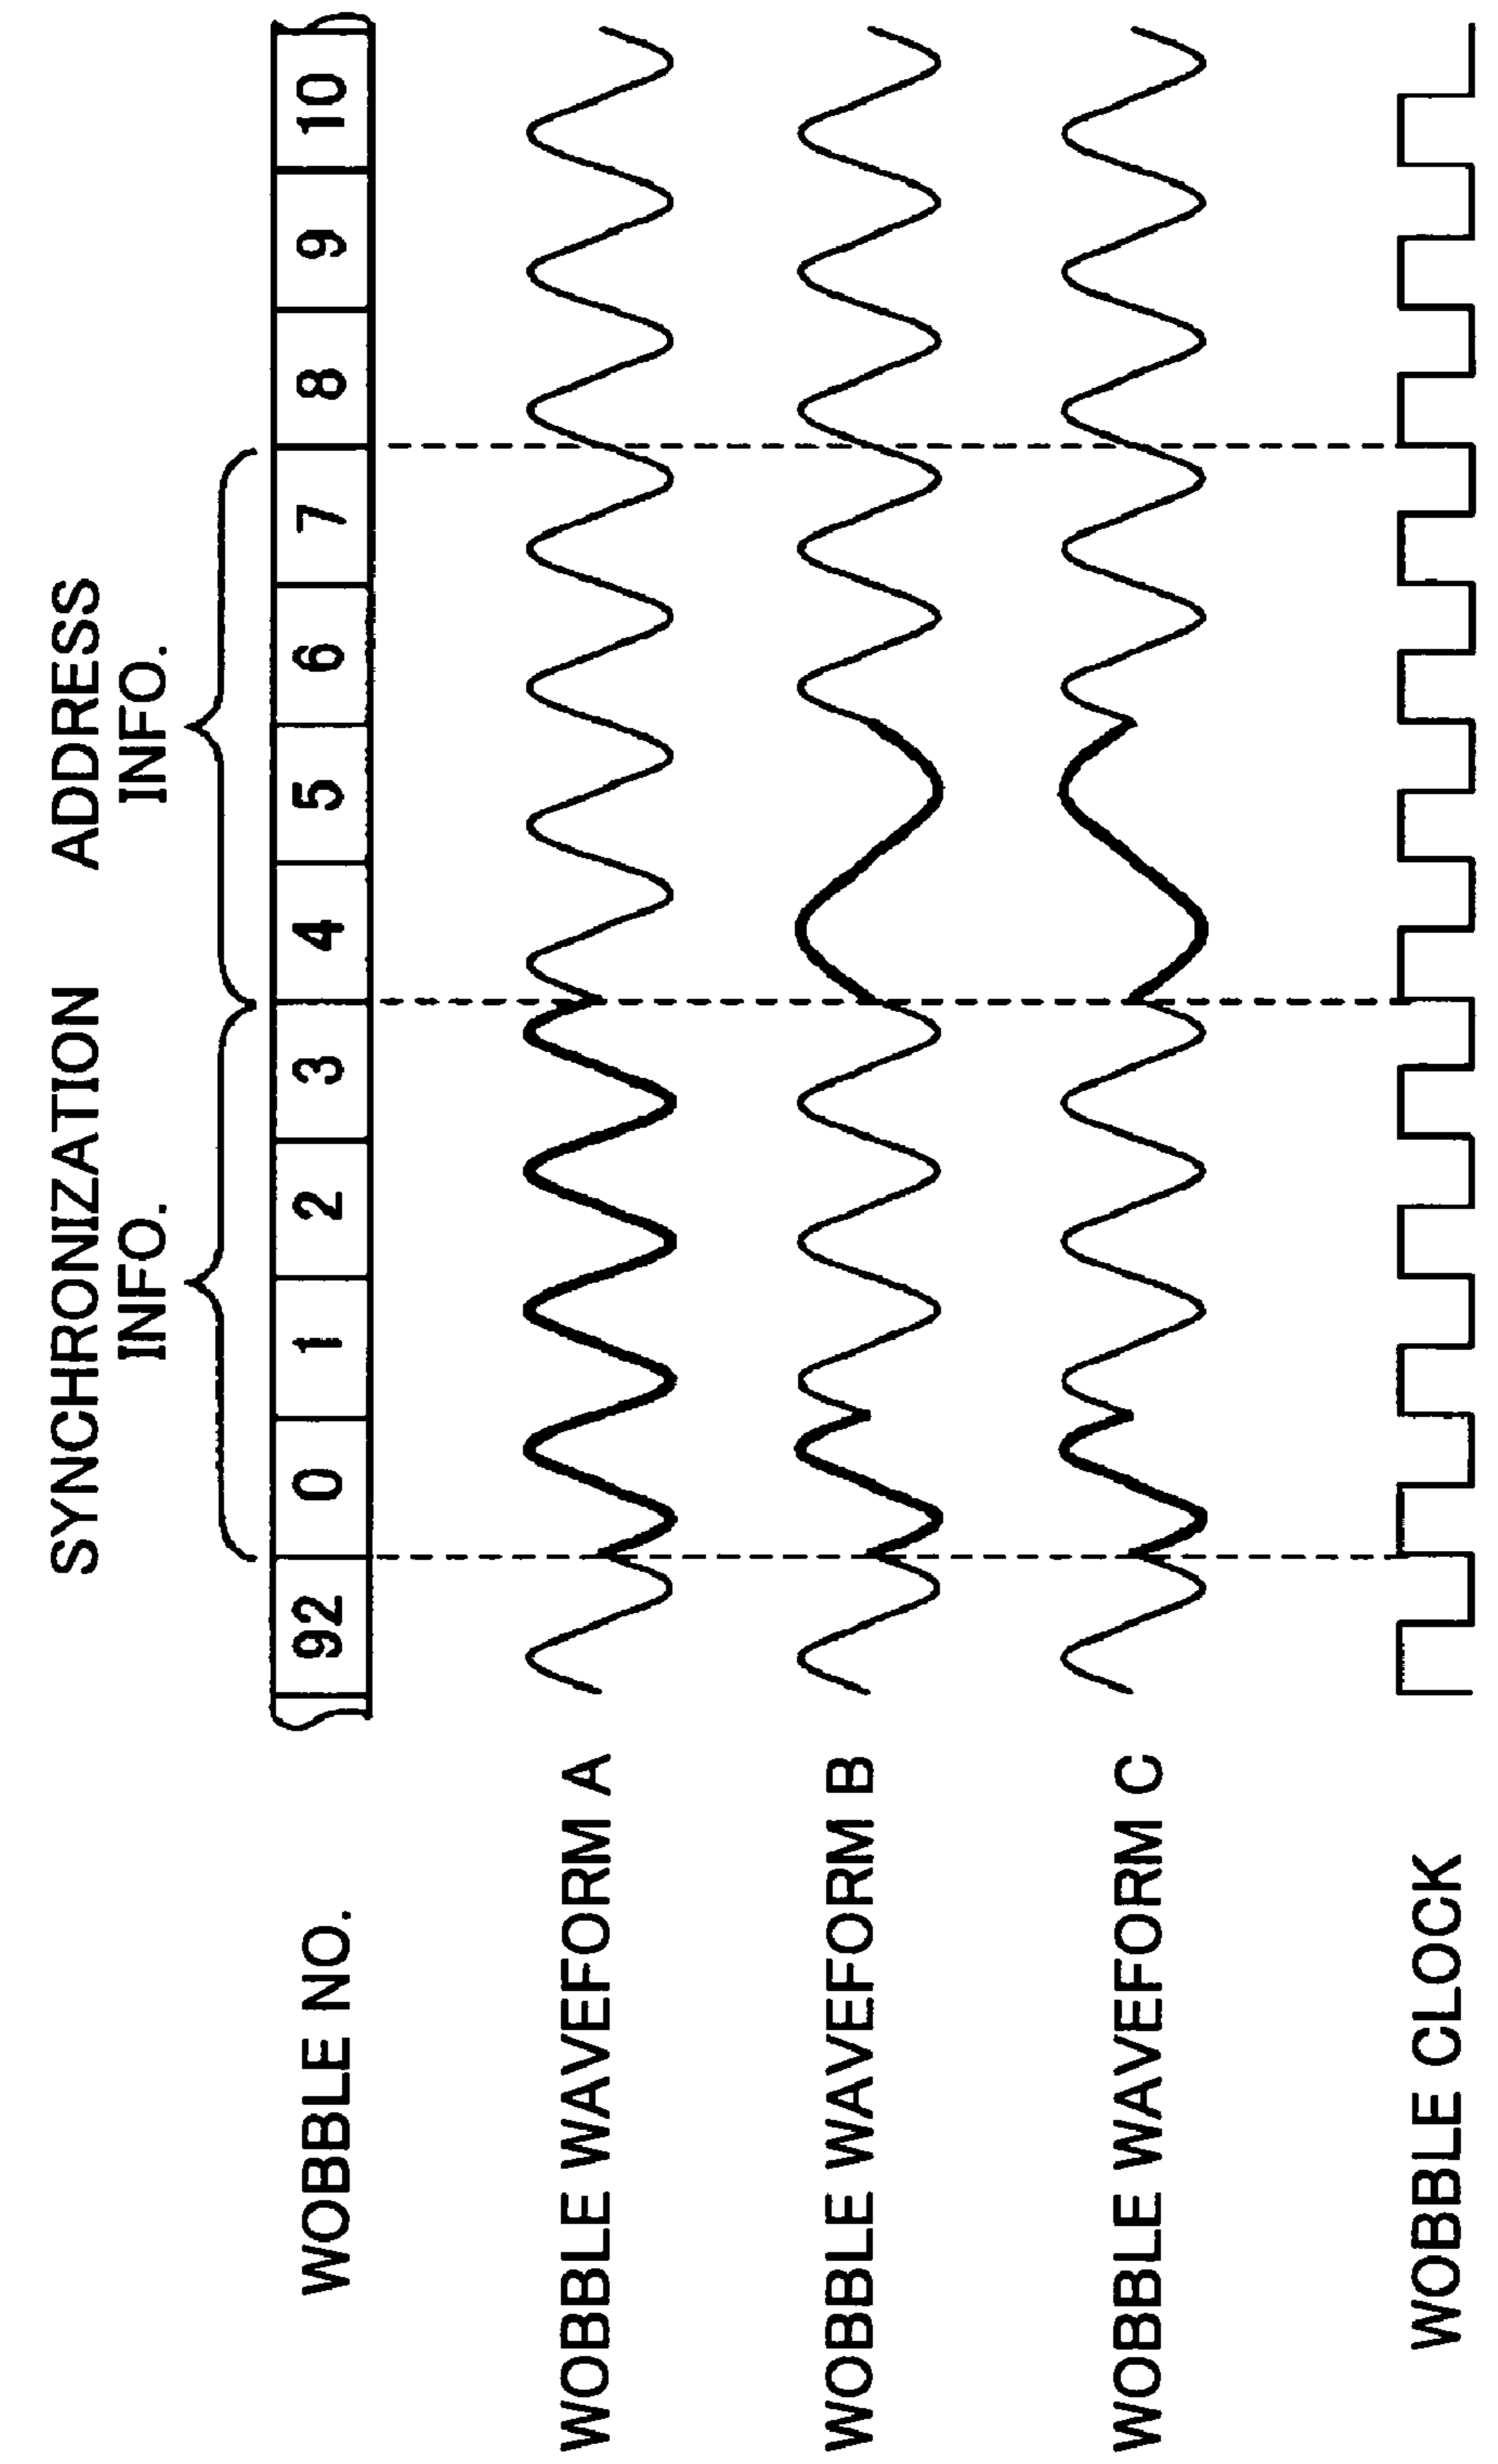 SYNCHRONIZATION
INFO.
ADDRESS
INFO.
WOBBLE NO.
92 0 1 2 3 4 5 6 7 8 9 10
WOBBLE WAVEFORM A
WOBBLE WAVEFORM B
WOBBLE WAVEFORM C
WOBBLE CLOCK